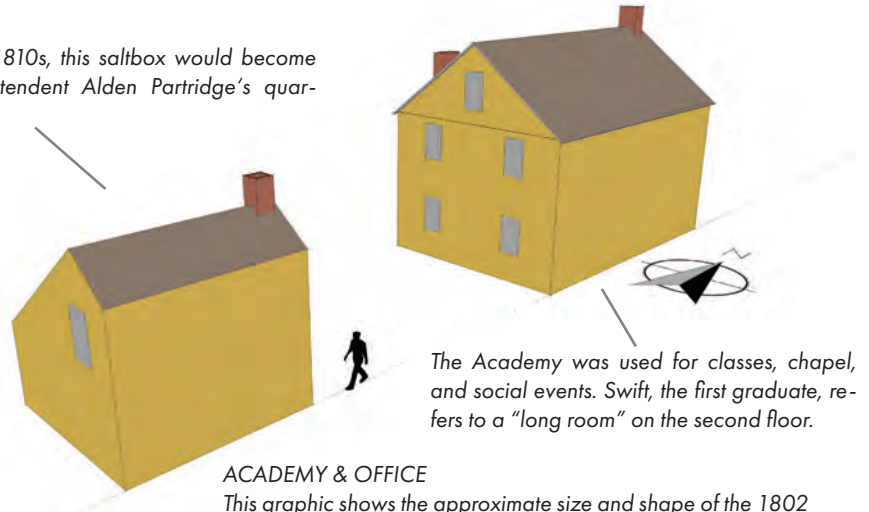 1810s, this saltbox would become
tendent Alden Partridge‘s quar-
The Academy was used for classes, chapel,
and social events. Swift, the first graduate, re-
fers to a “long room” on the second floor.
N
ACADEMY & OFFICE
This graphic shows the approximate size and shape of the 1802